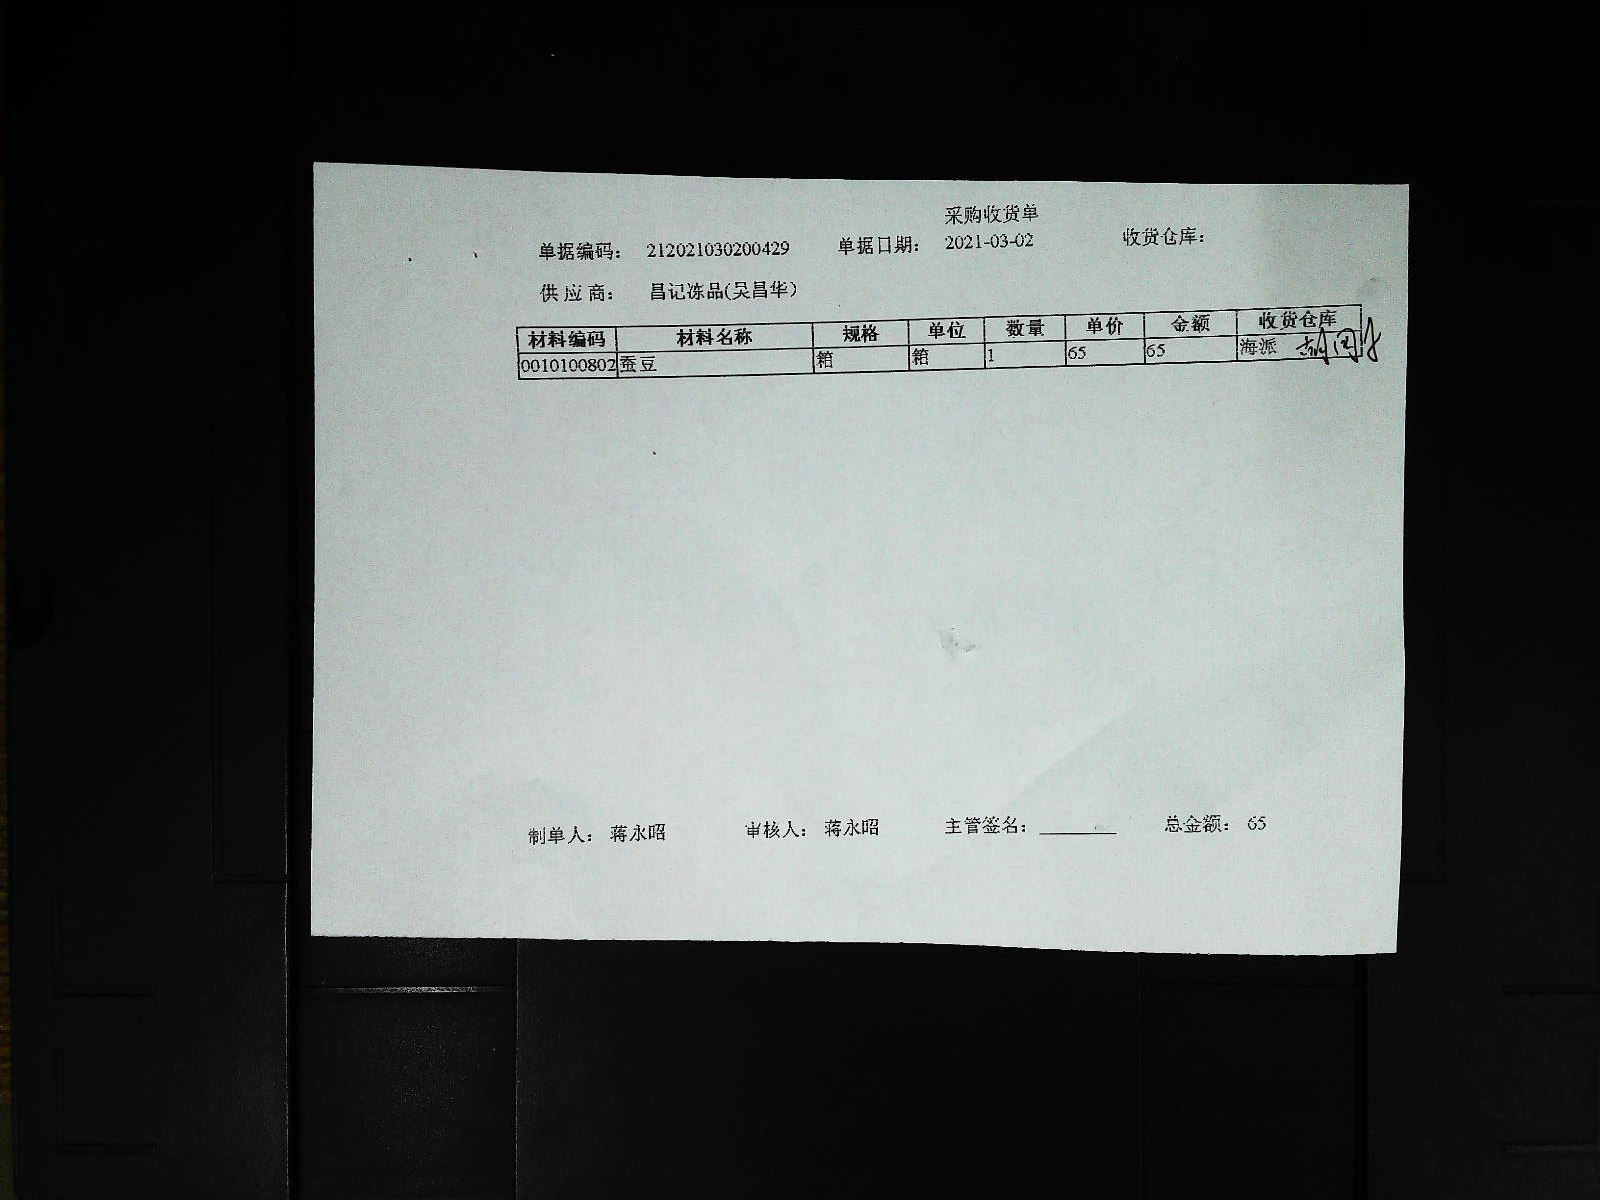 采购收货单
单据编码： 212021030200429 单据日期： 2021-03-02 收货仓库：
供 应 商： 昌记冻品(吴昌华)
材料编码 材料名称 规格 单位 数量 单价 金额 收货仓库
0010100802 蚕豆 箱 箱 1 65 65 海派
制单人： 蒋永昭 审核人： 蒋永昭 主管签名： 总金额： 65